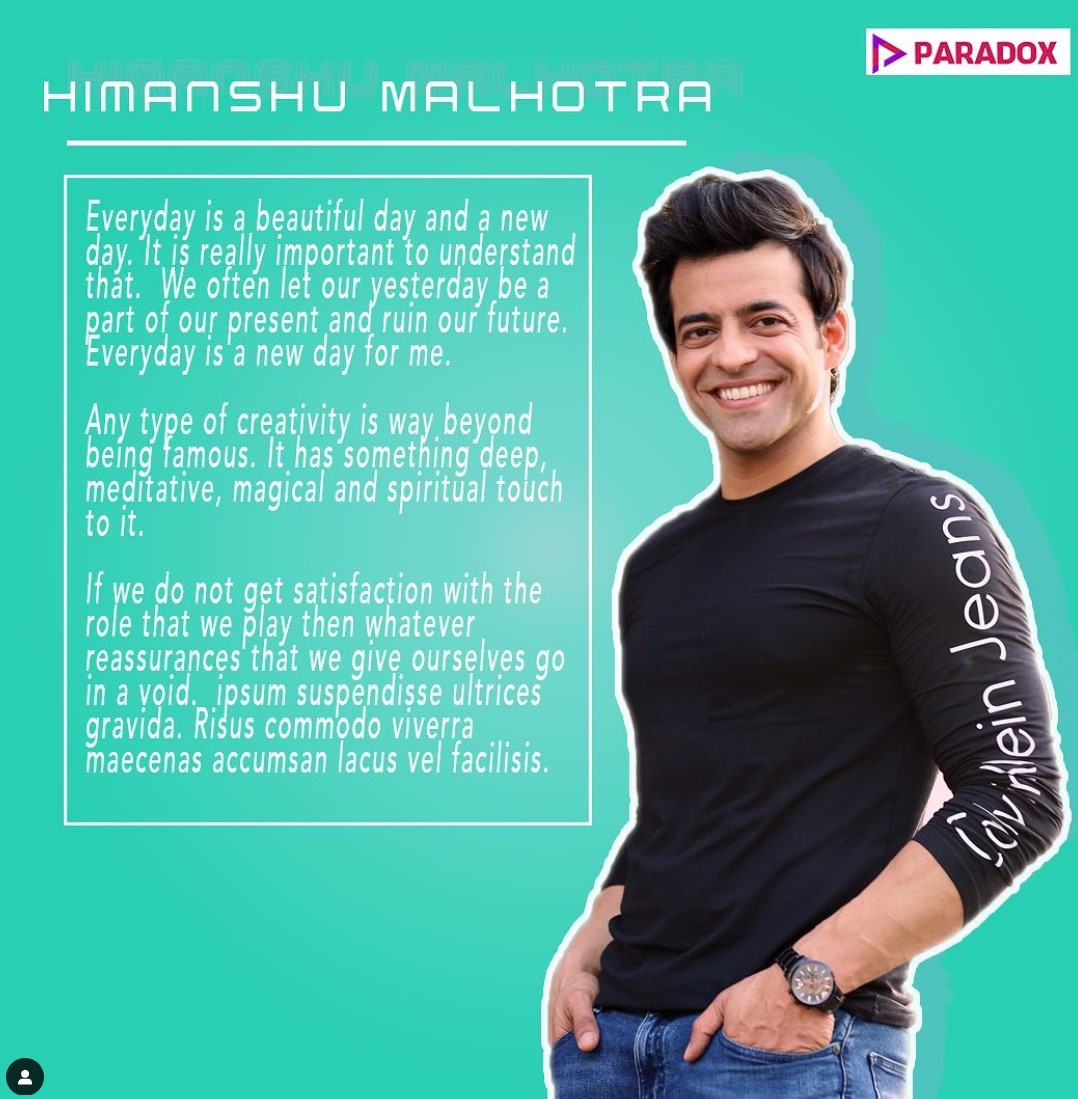 PARADOX
HIMANSHU MALHOTRA
Everyday is a beautiful day and a new
day. It is really important to understand
that.  We often let our yesterday be a
part of our present and ruin our future.
Everyday is a new day for me.
Any type of creativity is way beyond
being famous. It has something deep,
meditative, magical and spiritual touch
to it.
If we do not get satisfaction with the
role that we play then whatever
reassurances that we give ourselves go
in a void.  ipsum suspendisse ultrices
gravida. Risus commodo viverra
maecenas accumsan lacus vel facilisis.
Calvin Klein Jeans